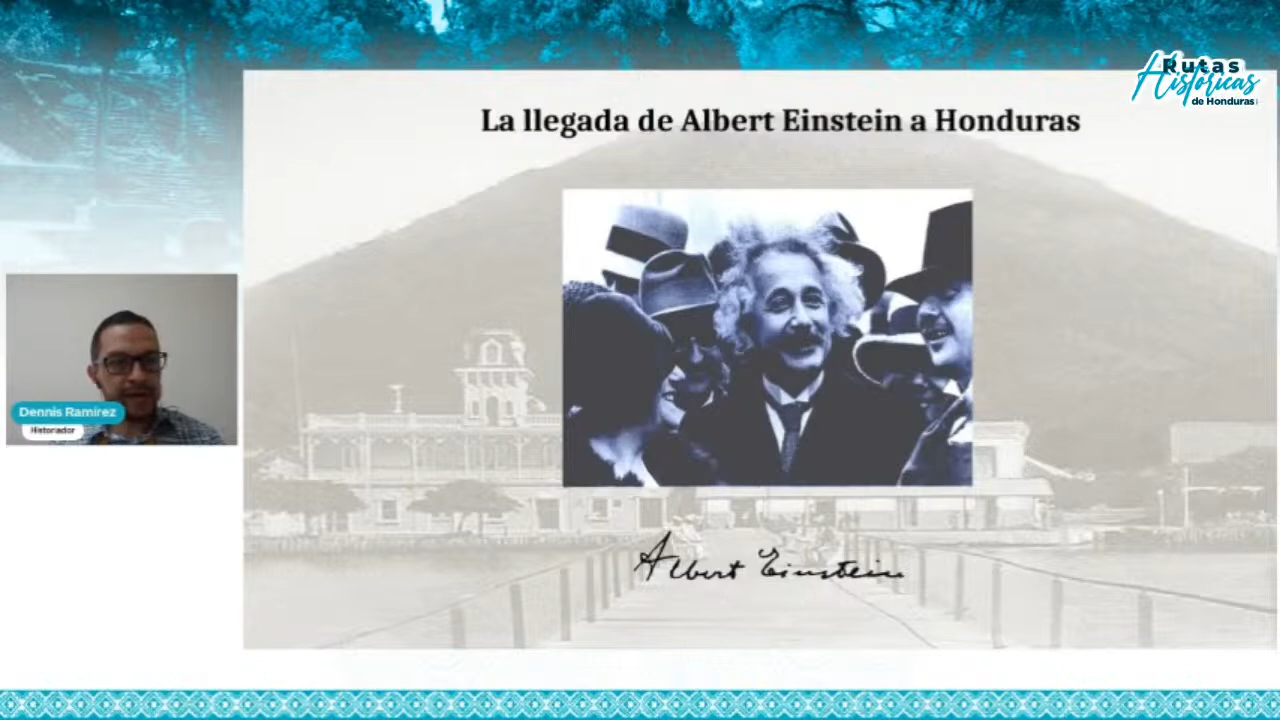 Rutas
Históricas
de Honduras
La llegada de Albert Einstein a Honduras
Dennis Ramírez
Historiador
Albert Einstein